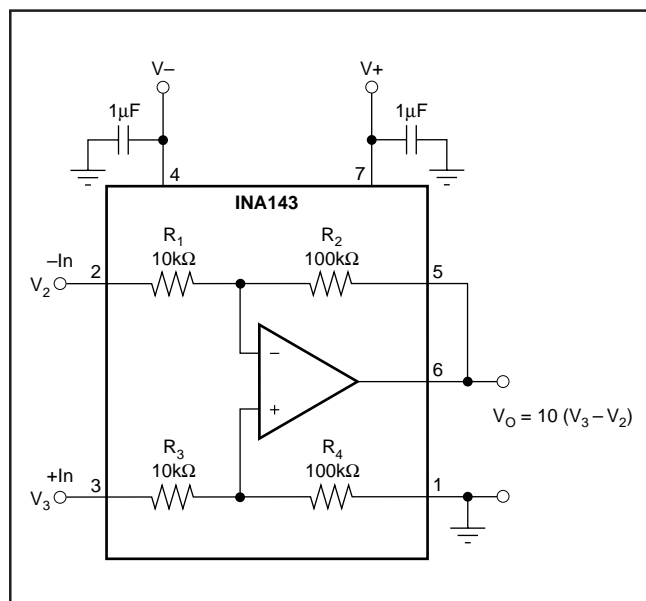 V– V+
1µF 1µF
4 7
INA143
R1 R2
–In 10kΩ 100kΩ
2 5
V2
–
6
+
VO = 10 (V3 – V2)
R3 R4
+In 10kΩ 100kΩ
3 1
V3